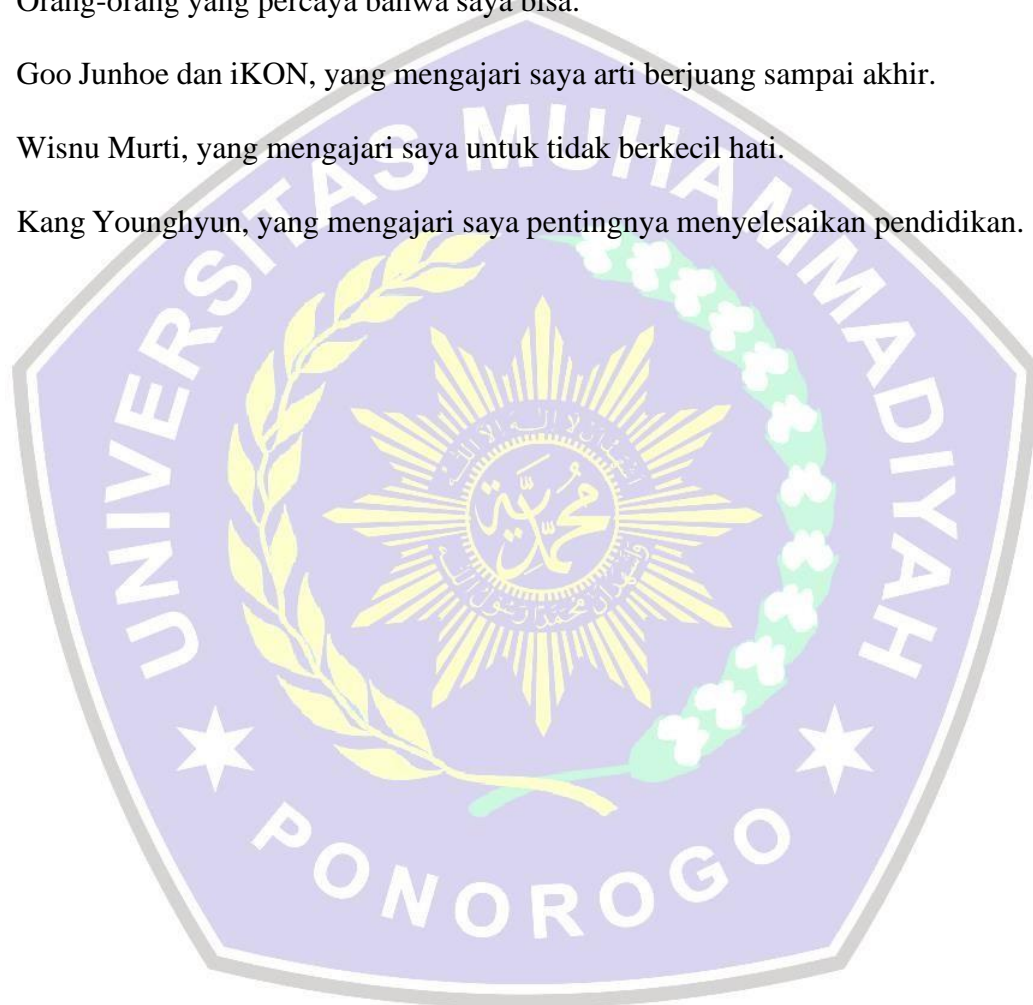 Orang-orang yang percaya bahwa saya bisa.
Goo Junhoe dan iKON, yang mengajari saya arti berjuang sampai akhir.
Wisnu Murti, yang mengajari saya untuk tidak berkecil hati.
Kang Younghyun, yang mengajari saya pentingnya menyelesaikan pendidikan.
UNIVERSITAS MUHAMMADIYAH
PONOROGO